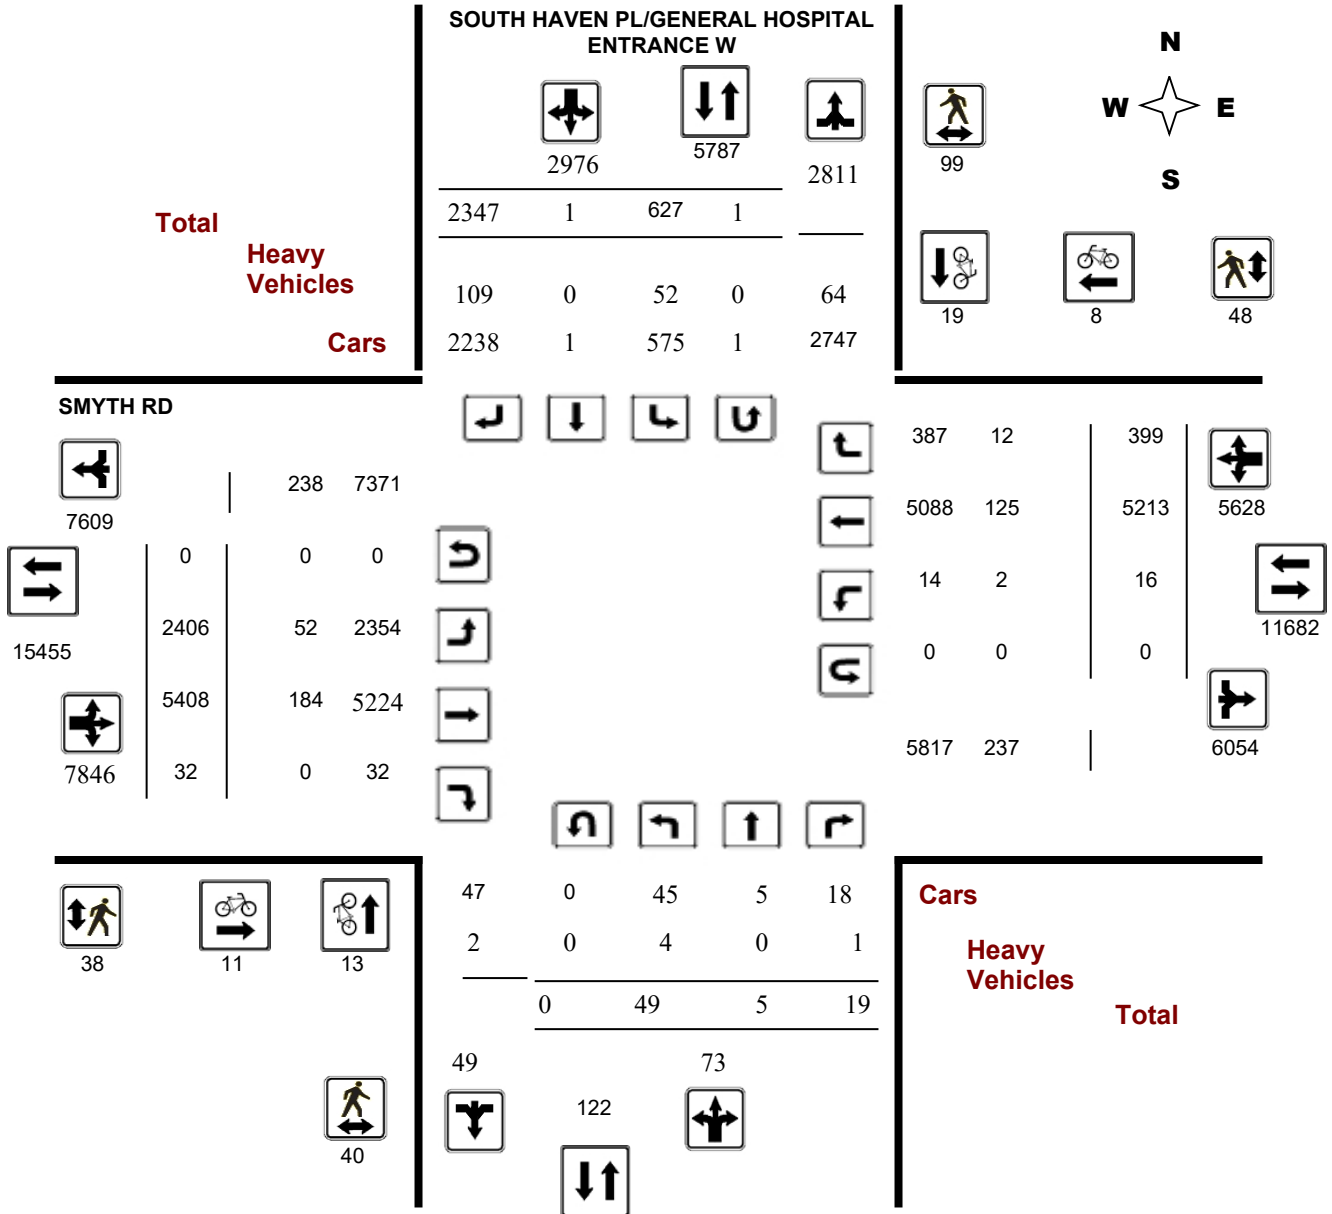 SOUTH HAVEN PL/GENERAL HOSPITAL
ENTRANCE W
N
W E
S
2976
5787
2811
99
2347 1 627 1
Total
Heavy
Vehicles
109 0 52 0 64
19 8 48
Cars
2238 1 575 1 2747
SMYTH RD
387 12 399
238 7371
7609
5088 125 5213 5628
0 0 0
14 2 16
11682
2406 52 2354
15455
0 0 0
5408 184 5224
5817 237 6054
7846 32 0 32
47 0 45 5 18
Cars
2 0 4 0 1
Heavy
Vehicles
38 11 13
0 49 5 19
Total
49 73
122
40